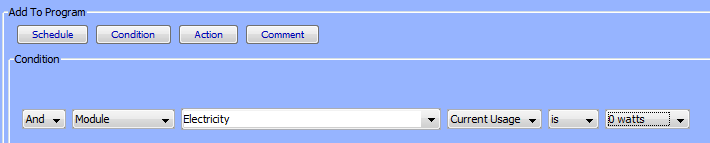 Add To Program
Schedule Condition Action Comment
Condition
And Module Electricity Current Usage is 0 watts